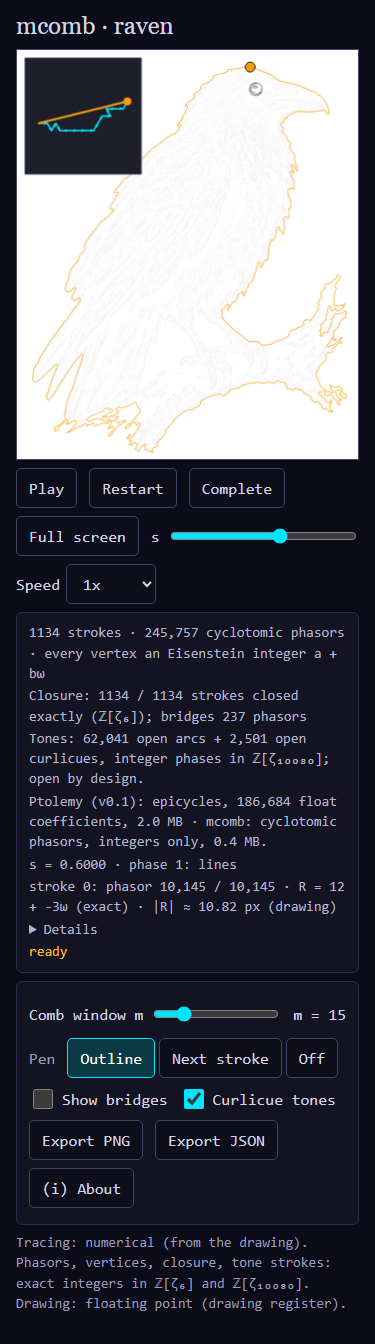 mcomb · raven
Play
Restart
Complete
Full screen
s
Speed
1x
1134 strokes · 245,757 cyclotomic phasors
· every vertex an Eisenstein integer a +
bω
Closure: 1134 / 1134 strokes closed
exactly (ℤ[ζ₆]); bridges 237 phasors
Tones: 62,041 open arcs + 2,501 open
curlicues, integer phases in ℤ[ζ₁₀₀₈₀];
open by design.
Ptolemy (v0.1): epicycles, 186,684 float
coefficients, 2.0 MB · mcomb: cyclotomic
phasors, integers only, 0.4 MB.
s = 0.6000 · phase 1: lines
stroke 0: phasor 10,145 / 10,145 · R = 12
+ -3ω (exact) · |R| ≈ 10.82 px (drawing)
▶ Details
ready
Comb window m
m = 15
Pen
Outline
Next stroke
Off
Show bridges
Curlicue tones
Export PNG
Export JSON
(i) About
Tracing: numerical (from the drawing).
Phasors, vertices, closure, tone strokes:
exact integers in ℤ[ζ₆] and ℤ[ζ₁₀₀₈₀].
Drawing: floating point (drawing register).